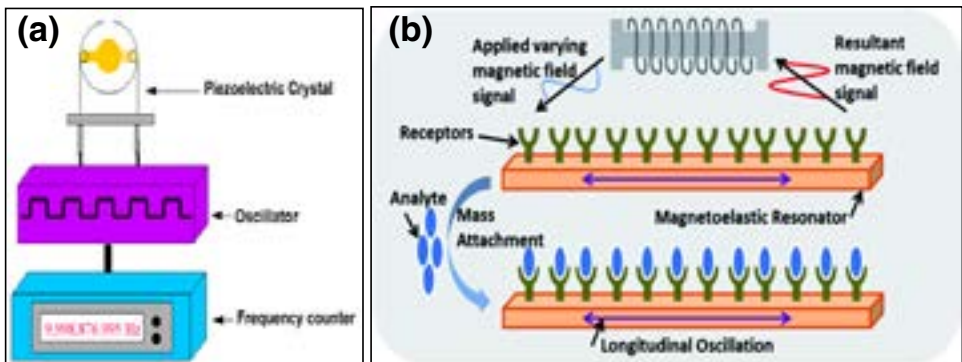 (a)
Piezoelectric Crystal
Oscillator
Frequency counter
(b)
Applied varying
magnetic field
signal
Resultant
magnetic field
signal
Receptors
Analyte
Mass
Attachment
Magnetoelastic Resonator
Longitudinal Oscillation